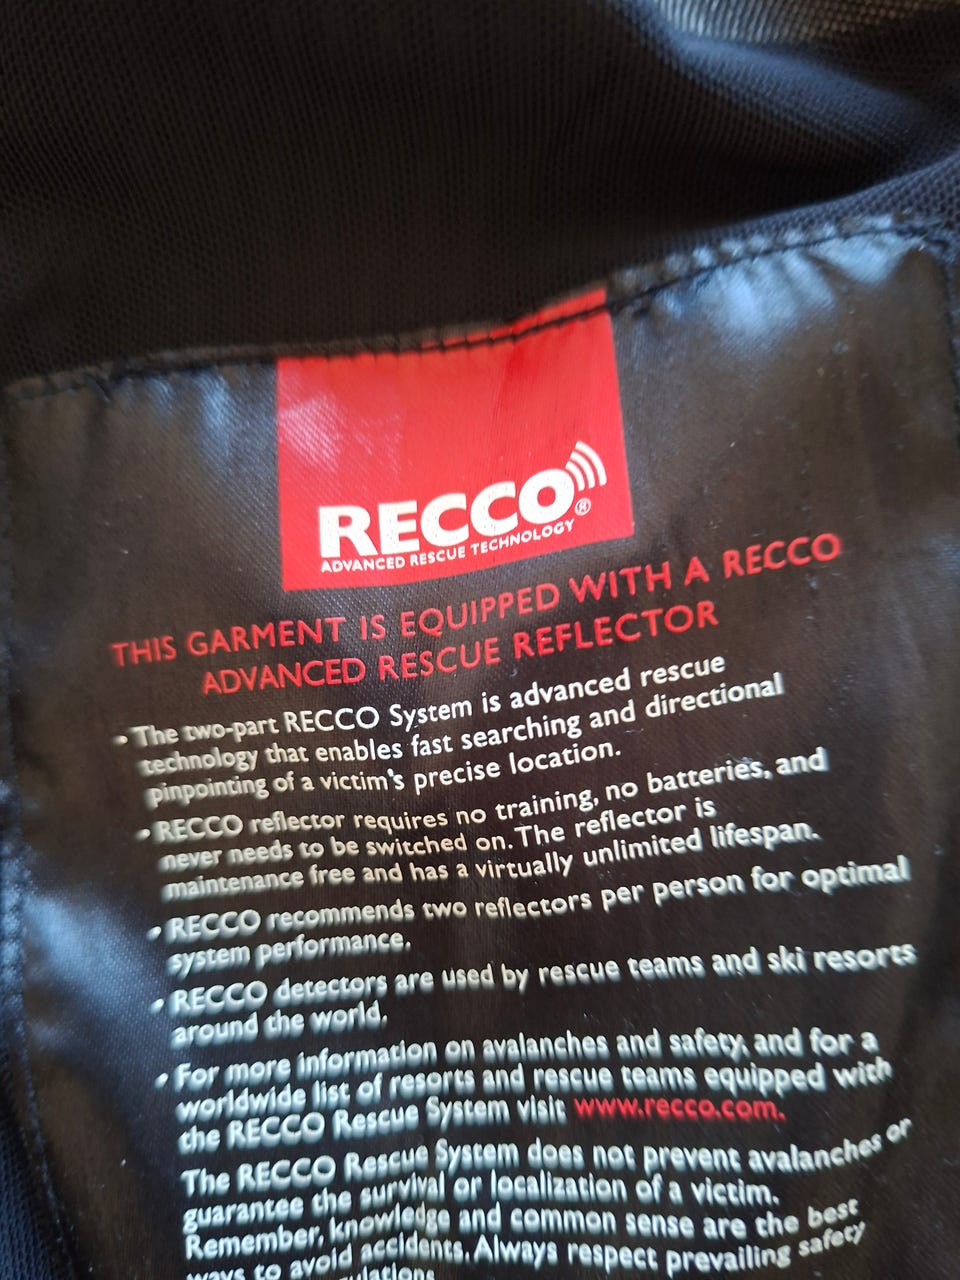 RECCO®
ADVANCED RESCUE TECHNOLOGY
THIS GARMENT IS EQUIPPED WITH A RECCO
ADVANCED RESCUE REFLECTOR
• The two-part RECCO System is advanced rescue
technology that enables fast searching and directional
pinpointing of a victim's precise location.
• RECCO reflector requires no training, no batteries, and
never needs to be switched on. The reflector is
maintenance free and has a virtually unlimited lifespan.
• RECCO recommends two reflectors per person for optimal
system performance.
• RECCO detectors are used by rescue teams and ski resorts
around the world.
• For more information on avalanches and safety, and for a
worldwide list of resorts and rescue teams equipped with
the RECCO Rescue System visit www.recco.com.
The RECCO Rescue System does not prevent avalanches or
guarantee the survival or localization of a victim.
Remember, knowledge and common sense are the best
ways to avoid accidents. Always respect prevailing safety